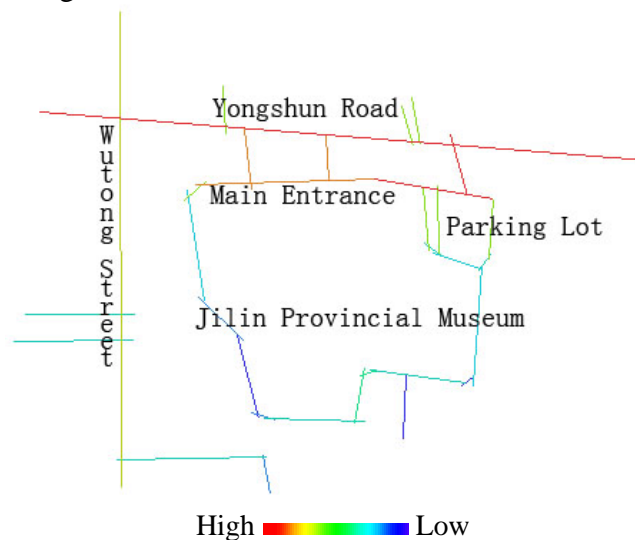 Yongshun Road
Wutong Street
Main Entrance
Parking Lot
Jilin Provincial Museum
High Low